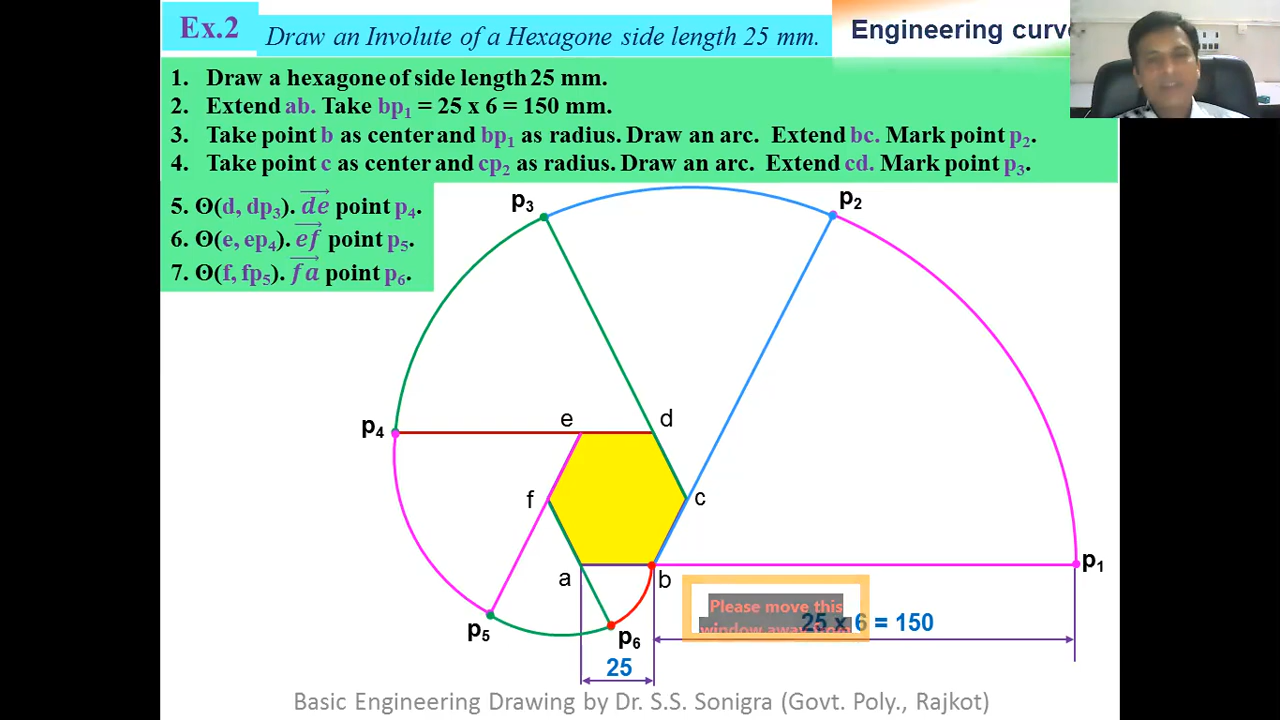 Ex.2
Draw an Involute of a Hexagone side length 25 mm.
Engineering curv
1. Draw a hexagone of side length 25 mm.
2. Extend ab. Take bp₁ = 25 x 6 = 150 mm.
3. Take point b as center and bp₁ as radius. Draw an arc. Extend bc. Mark point p₂.
4. Take point c as center and cp₂ as radius. Draw an arc. Extend cd. Mark point p₃.
5. Θ(d, dp₃). de point p₄.
6. Θ(e, ep₄). ef point p₅.
7. Θ(f, fp₅). fa point p₆.
p₃
p₂
p₄
e
d
f
c
a
b
p₁
Please move this
window away from
25 x 6 = 150
p₅
p₆
25
Basic Engineering Drawing by Dr. S.S. Sonigra (Govt. Poly., Rajkot)